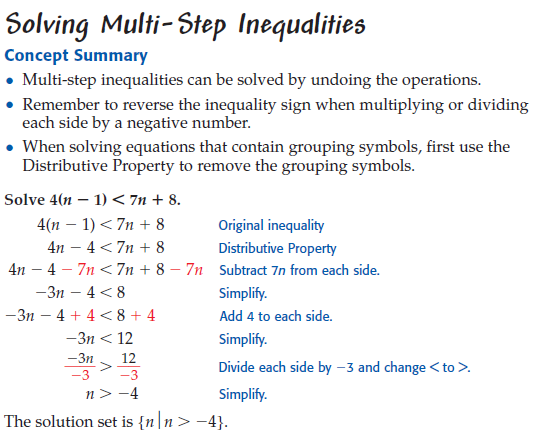 Solving Multi-Step Inequalities
Concept Summary
• Multi-step inequalities can be solved by undoing the operations.
• Remember to reverse the inequality sign when multiplying or dividing
each side by a negative number.
• When solving equations that contain grouping symbols, first use the
Distributive Property to remove the grouping symbols.
Solve 4(n − 1) < 7n + 8.
4(n − 1) < 7n + 8 Original inequality
4n − 4 < 7n + 8 Distributive Property
4n − 4 − 7n < 7n + 8 − 7n Subtract 7n from each side.
−3n − 4 < 8 Simplify.
−3n − 4 + 4 < 8 + 4 Add 4 to each side.
−3n < 12 Simplify.
−3n/−3 > 12/−3 Divide each side by −3 and change < to >.
n > −4 Simplify.
The solution set is {n|n > −4}.